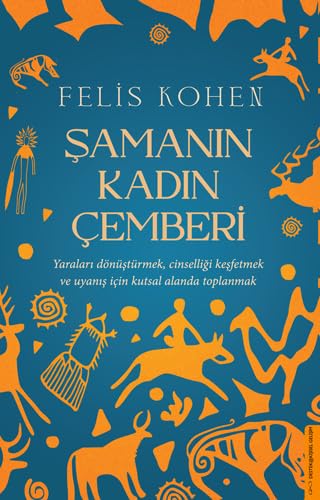 FELİS KOHEN
ŞAMANIN
KADIN
ÇEMBERİ
Yaraları dönüştürmek, cinselliği keşfetmek
ve uyanış için kutsal alanda toplanmak